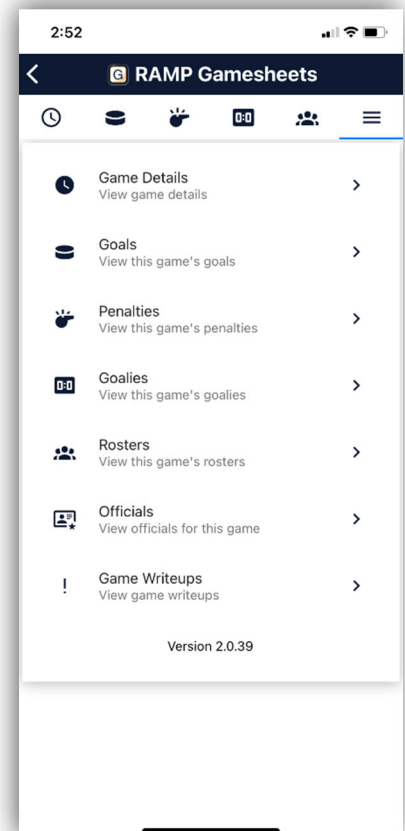 2:52
G RAMP Gamesheets
0:0
Game Details
View game details
Goals
View this game's goals
Penalties
View this game's penalties
0:0
Goalies
View this game's goalies
Rosters
View this game's rosters
Officials
View officials for this game
! Game Writeups
View game writeups
Version 2.0.39